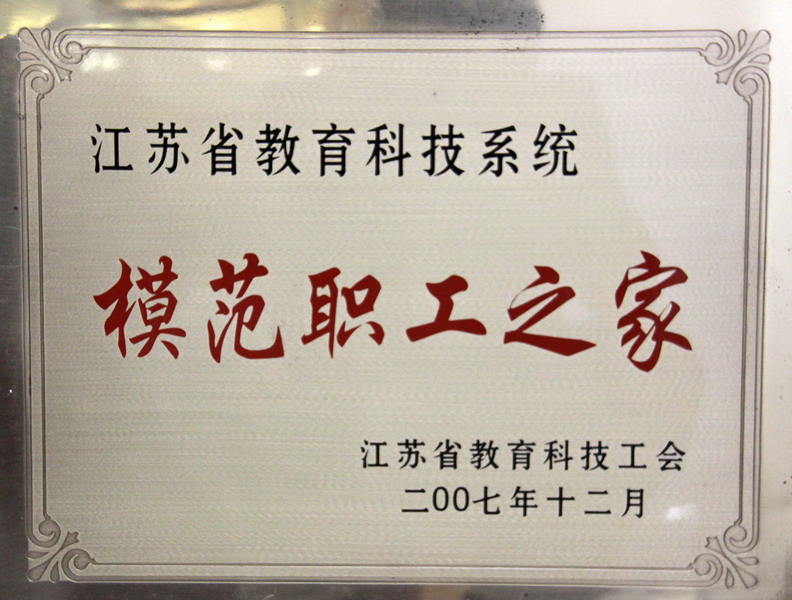 江苏省教育科技系统
模范职工之家
江苏省教育科技工会
二00七年十二月